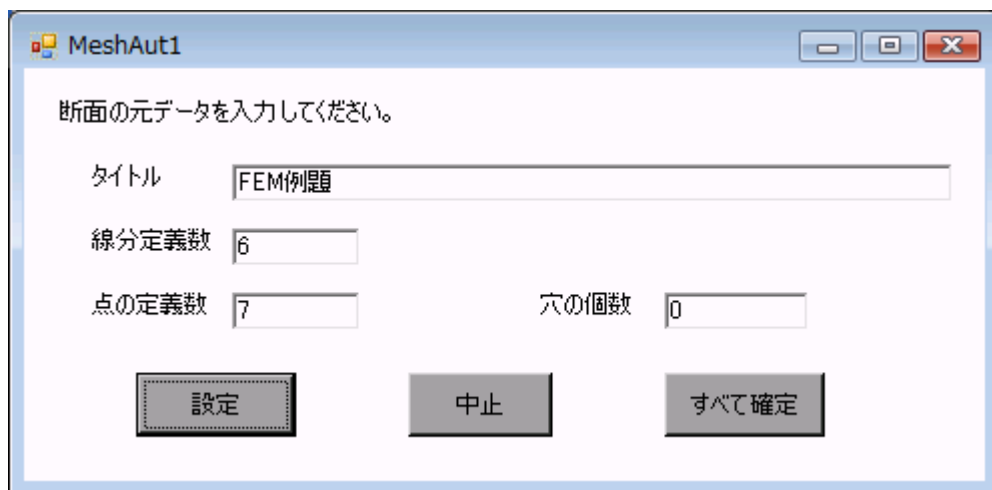 MeshAut1
断面の元データを入力してください。
タイトル FEM例題
線分定義数 6
点の定義数 7 穴の個数 0
設定 中止 すべて確定